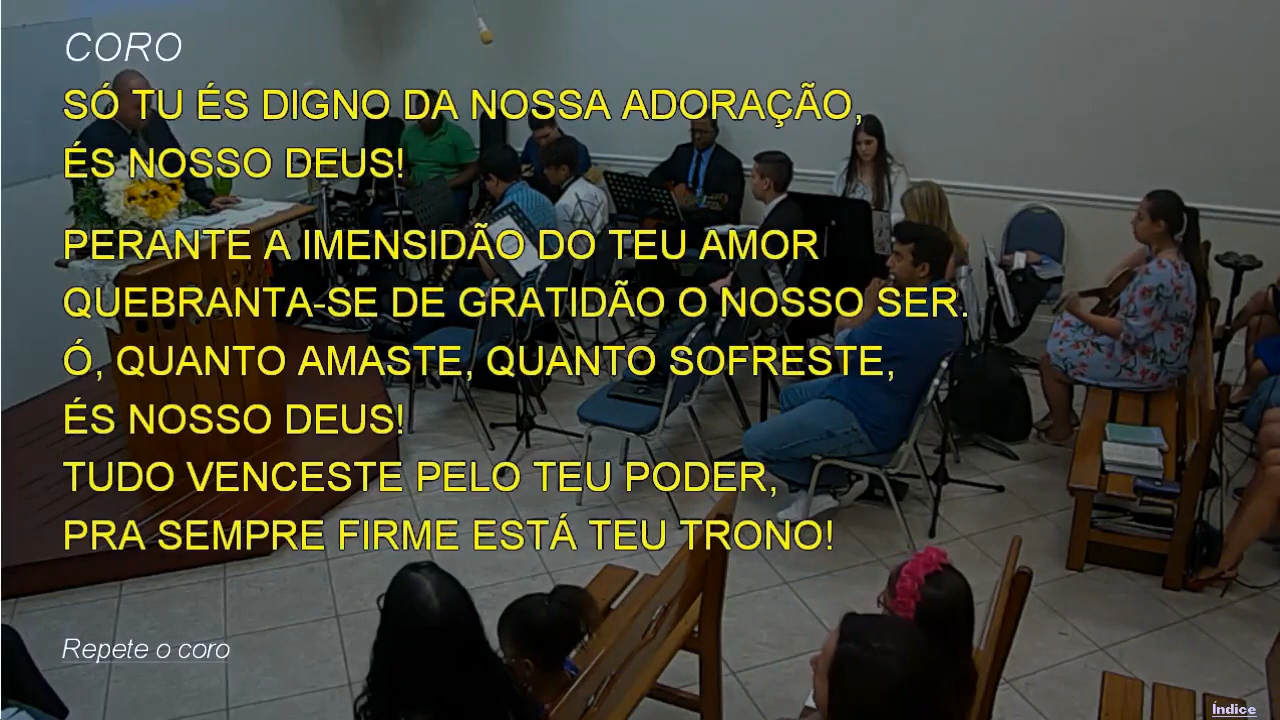 CORO
SÓ TU ÉS DIGNO DA NOSSA ADORAÇÃO,
ÉS NOSSO DEUS!
PERANTE A IMENSIDÃO DO TEU AMOR
QUEBRANTA-SE DE GRATIDÃO O NOSSO SER.
Ó, QUANTO AMASTE, QUANTO SOFRESTE,
ÉS NOSSO DEUS!
TUDO VENCESTE PELO TEU PODER,
PRA SEMPRE FIRME ESTÁ TEU TRONO!
Repete o coro
Índice